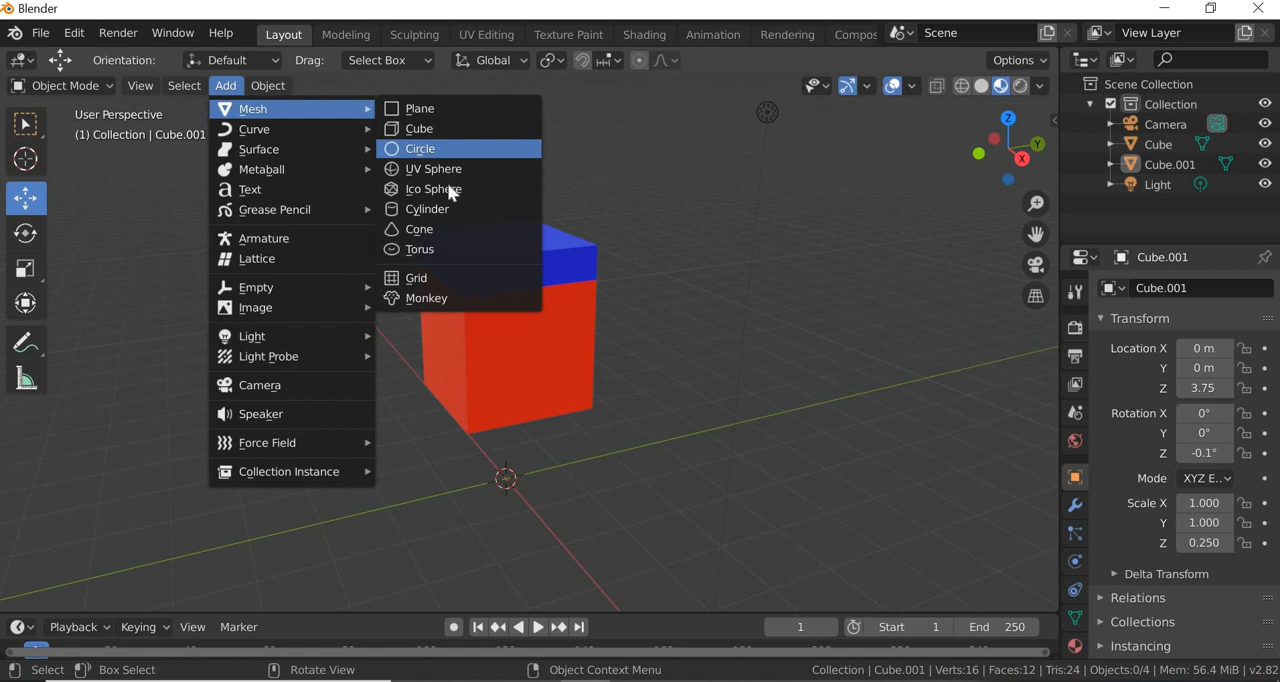 Blender
File Edit Render Window Help Layout Modeling Sculpting UV Editing Texture Paint Shading Animation Rendering Compos Scene View Layer
Orientation: Default Drag: Select Box Global Options
Object Mode View Select Add Object
User Perspective
(1) Collection | Cube.001
Mesh
Curve
Surface
Metaball
Text
Grease Pencil
Armature
Lattice
Empty
Image
Light
Light Probe
Camera
Speaker
Force Field
Collection Instance
Plane
Cube
Circle
UV Sphere
Ico Sphere
Cylinder
Cone
Torus
Grid
Monkey
Z
Y
X
Scene Collection
Collection
Camera
Cube
Cube.001
Light
Cube.001
Cube.001
Transform
Location X 0 m
Y 0 m
Z 3.75
Rotation X 0°
Y 0°
Z -0.1°
Mode XYZ E..
Scale X 1.000
Y 1.000
Z 0.250
Delta Transform
Relations
Collections
Instancing
Playback Keying View Marker 1 Start 1 End 250
Select Box Select Rotate View Object Context Menu Collection | Cube.001 | Verts:16 | Faces:12 | Tris:24 | Objects:0/4 | Mem: 56.4 MiB | v2.82